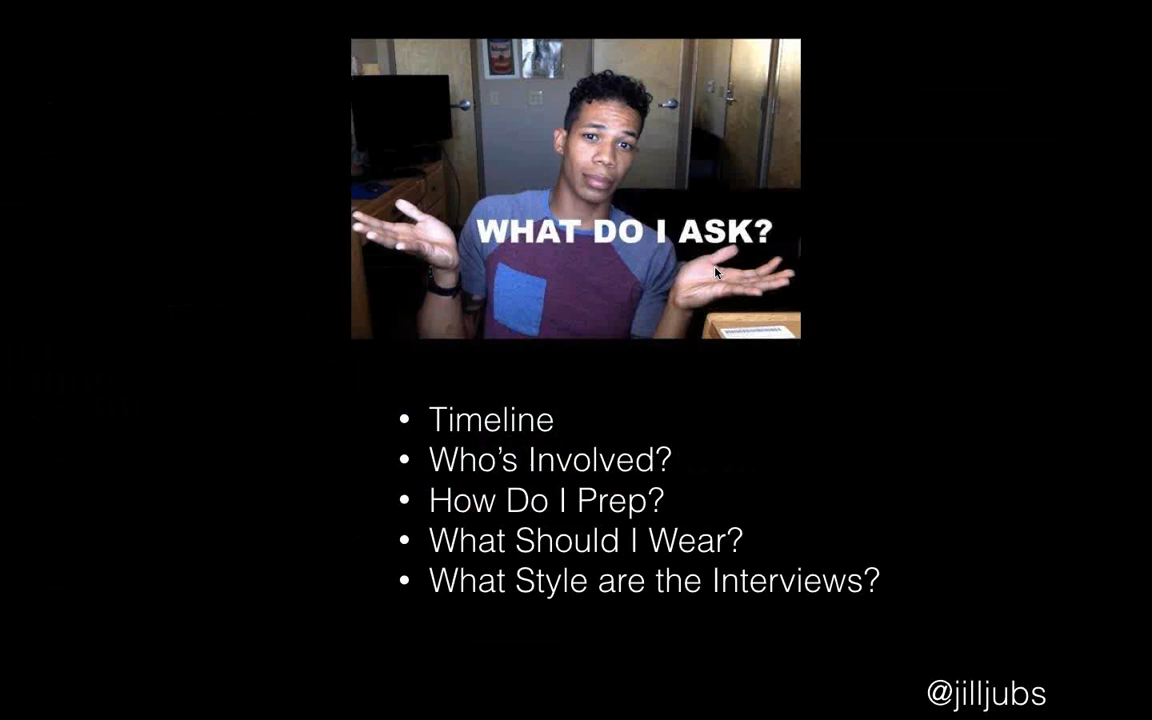 WHAT DO I ASK?
• Timeline
• Who’s Involved?
• How Do I Prep?
• What Should I Wear?
• What Style are the Interviews?
@jilljubs